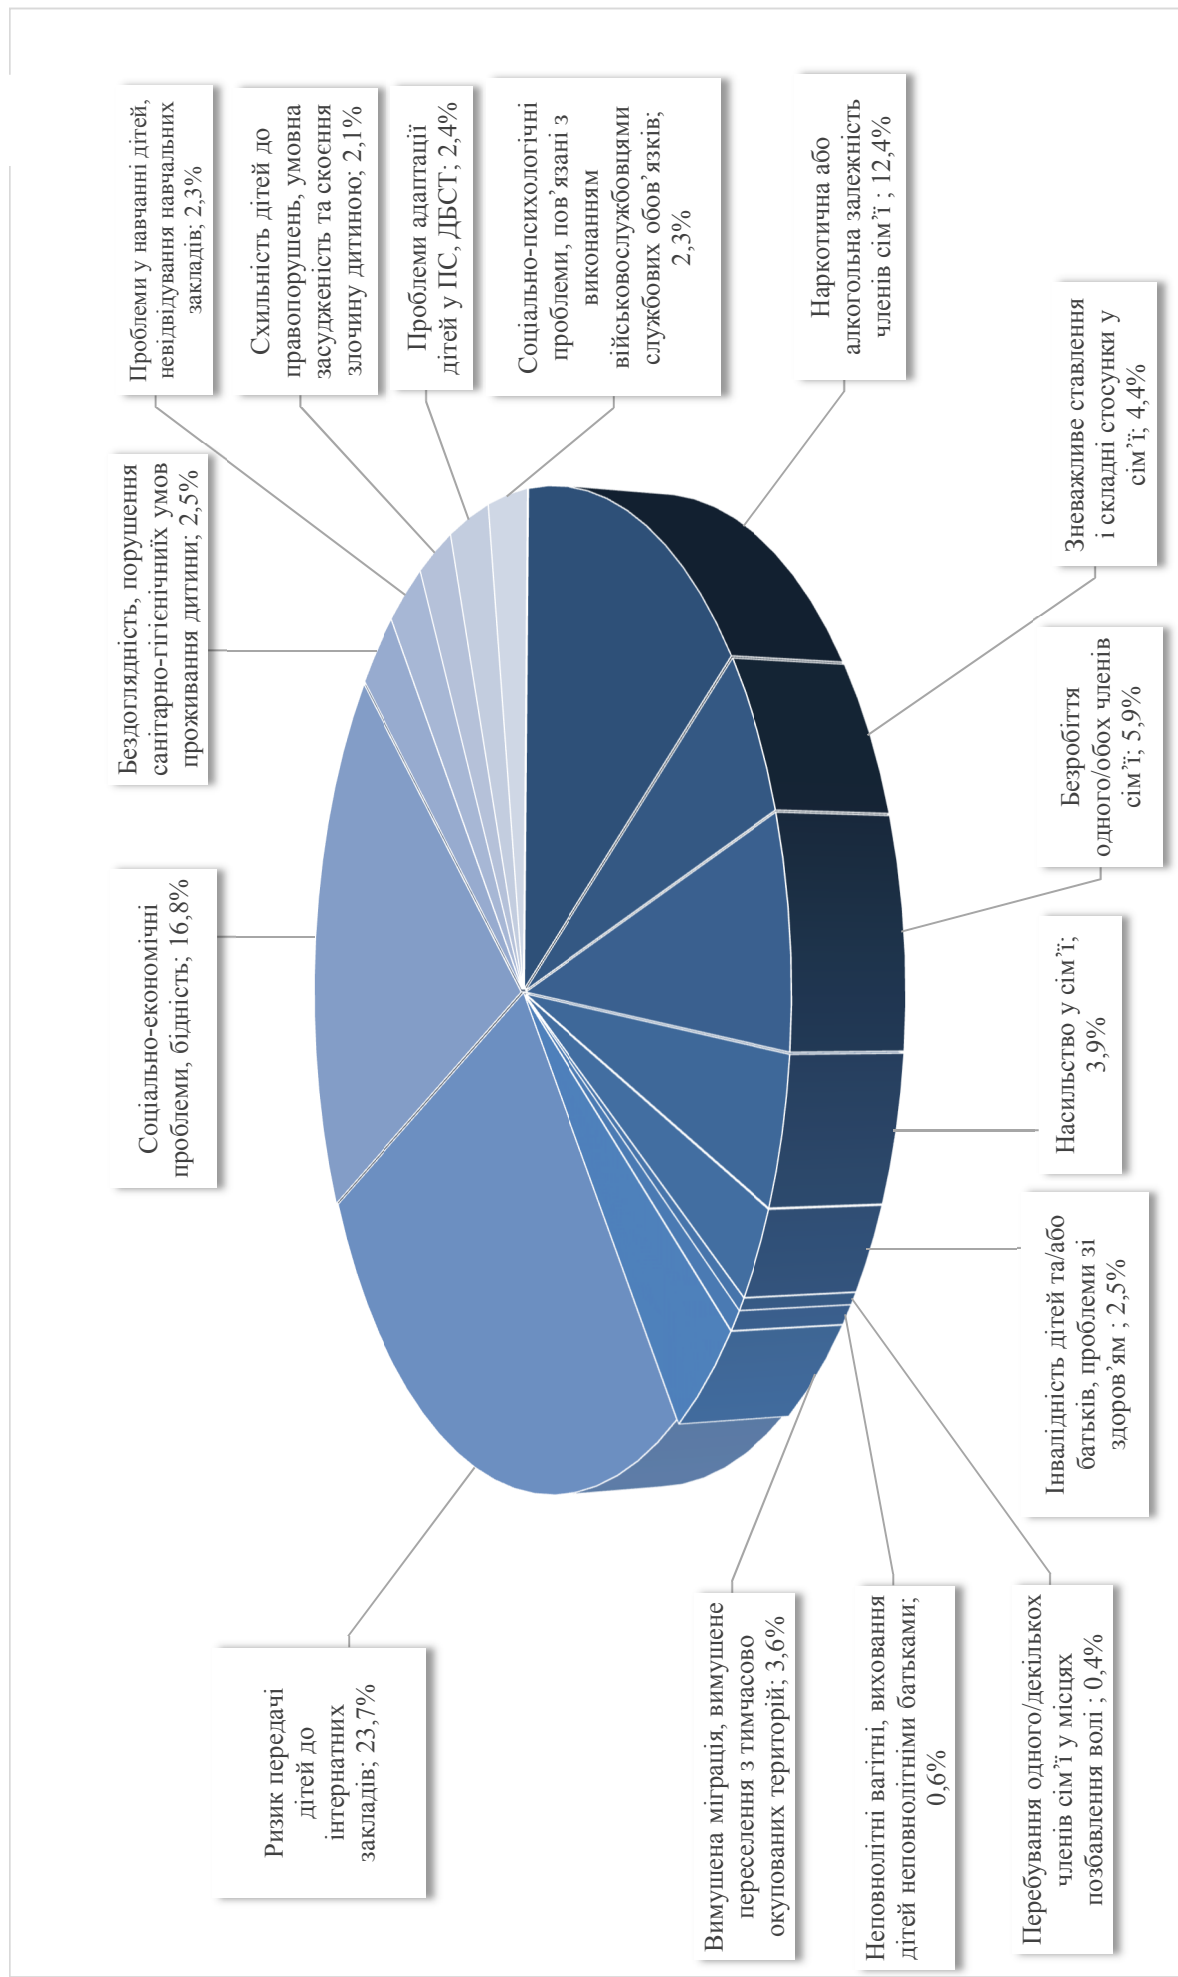 Проблеми у навчанні дітей,
невідвідування навчальних
закладів; 2,3%
Схильність дітей до
правопорушень, умовна
засудженість та скоєння
злочину дитиною; 2,1%
Проблеми адаптації
дітей у ПС, ДБСТ; 2,4%
Соціально-психологічні
проблеми, пов’язані з
виконанням
військовослужбовцями
службових обов’язків;
2,3%
Наркотична або
алкогольна залежність
членів сім’ї ; 12,4%
Зневажливе ставлення
і складні стосунки у
сім’ї; 4,4%
Безробіття
одного/обох членів
сім’ї; 5,9%
Насильство у сім’ї;
3,9%
Інвалідність дітей та/або
батьків, проблеми зі
здоров’ям ; 2,5%
Перебування одного/декількох
членів сім’ї у місцях
позбавлення волі ; 0,4%
Неповнолітні вагітні, виховання
дітей неповнолітніми батьками;
0,6%
Вимушена міграція, вимушене
переселення з тимчасово
окупованих територій; 3,6%
Ризик передачі
дітей до
інтернатних
закладів; 23,7%
Соціально-економічні
проблеми, бідність; 16,8%
Бездоглядність, порушення
санітарно-гігієнічниїх умов
проживання дитини; 2,5%